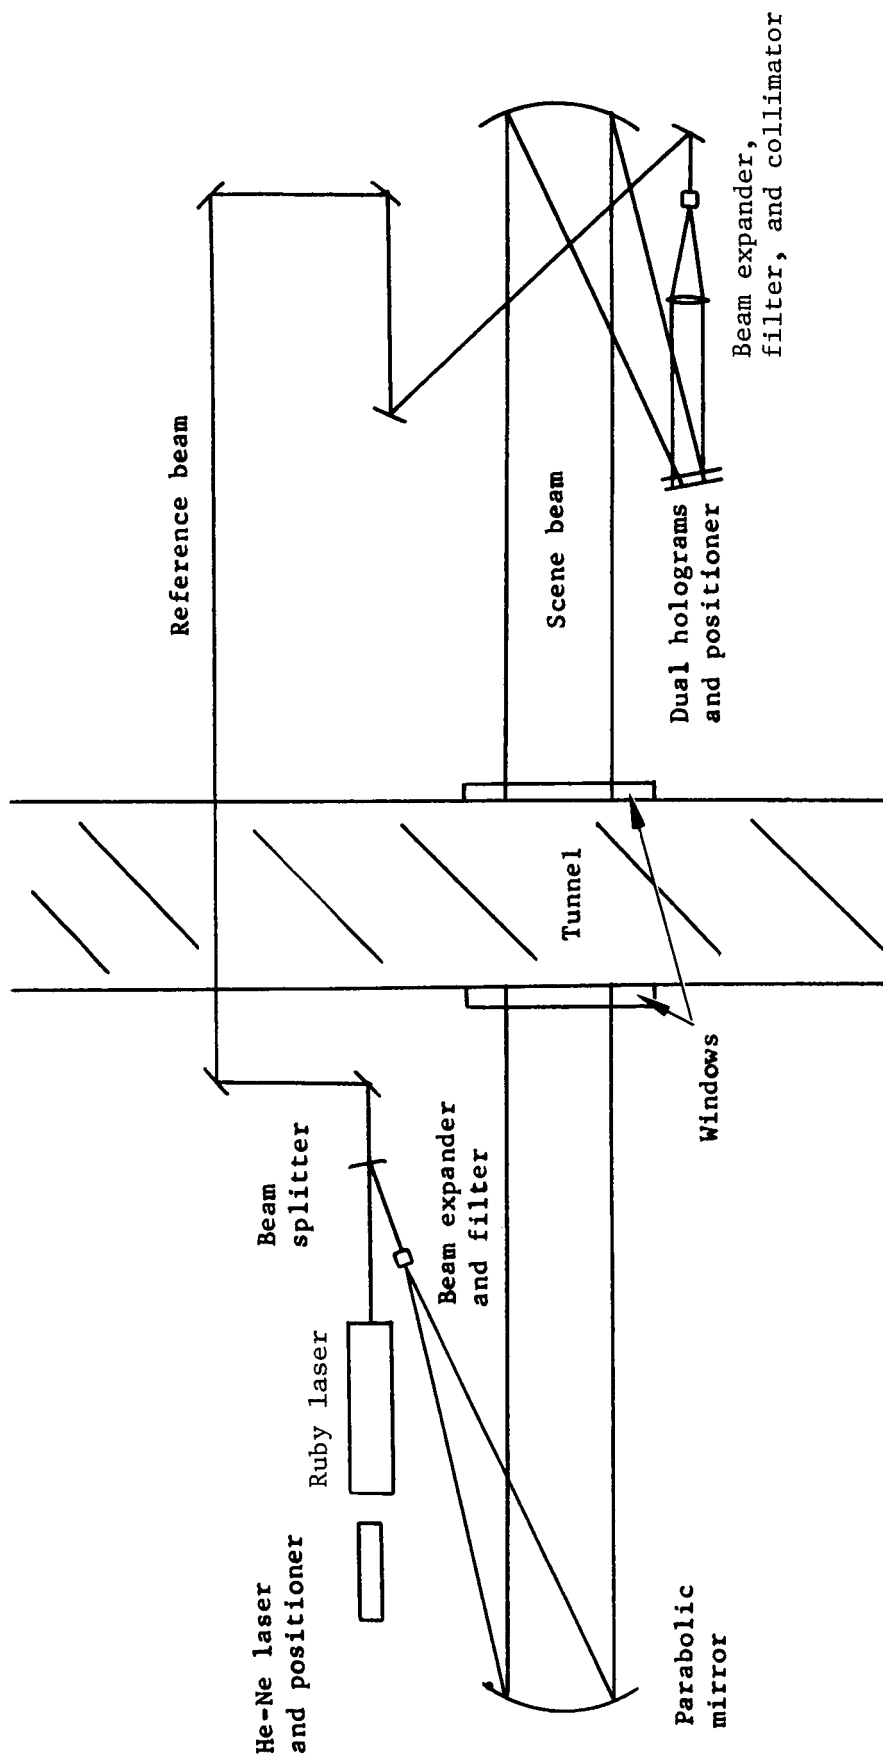 He-Ne laser
and positioner
Ruby laser
Beam
splitter
Reference beam
Parabolic
mirror
Beam expander
and filter
Windows
Tunnel
Scene beam
Dual holograms
and positioner
Beam expander,
filter, and collimator